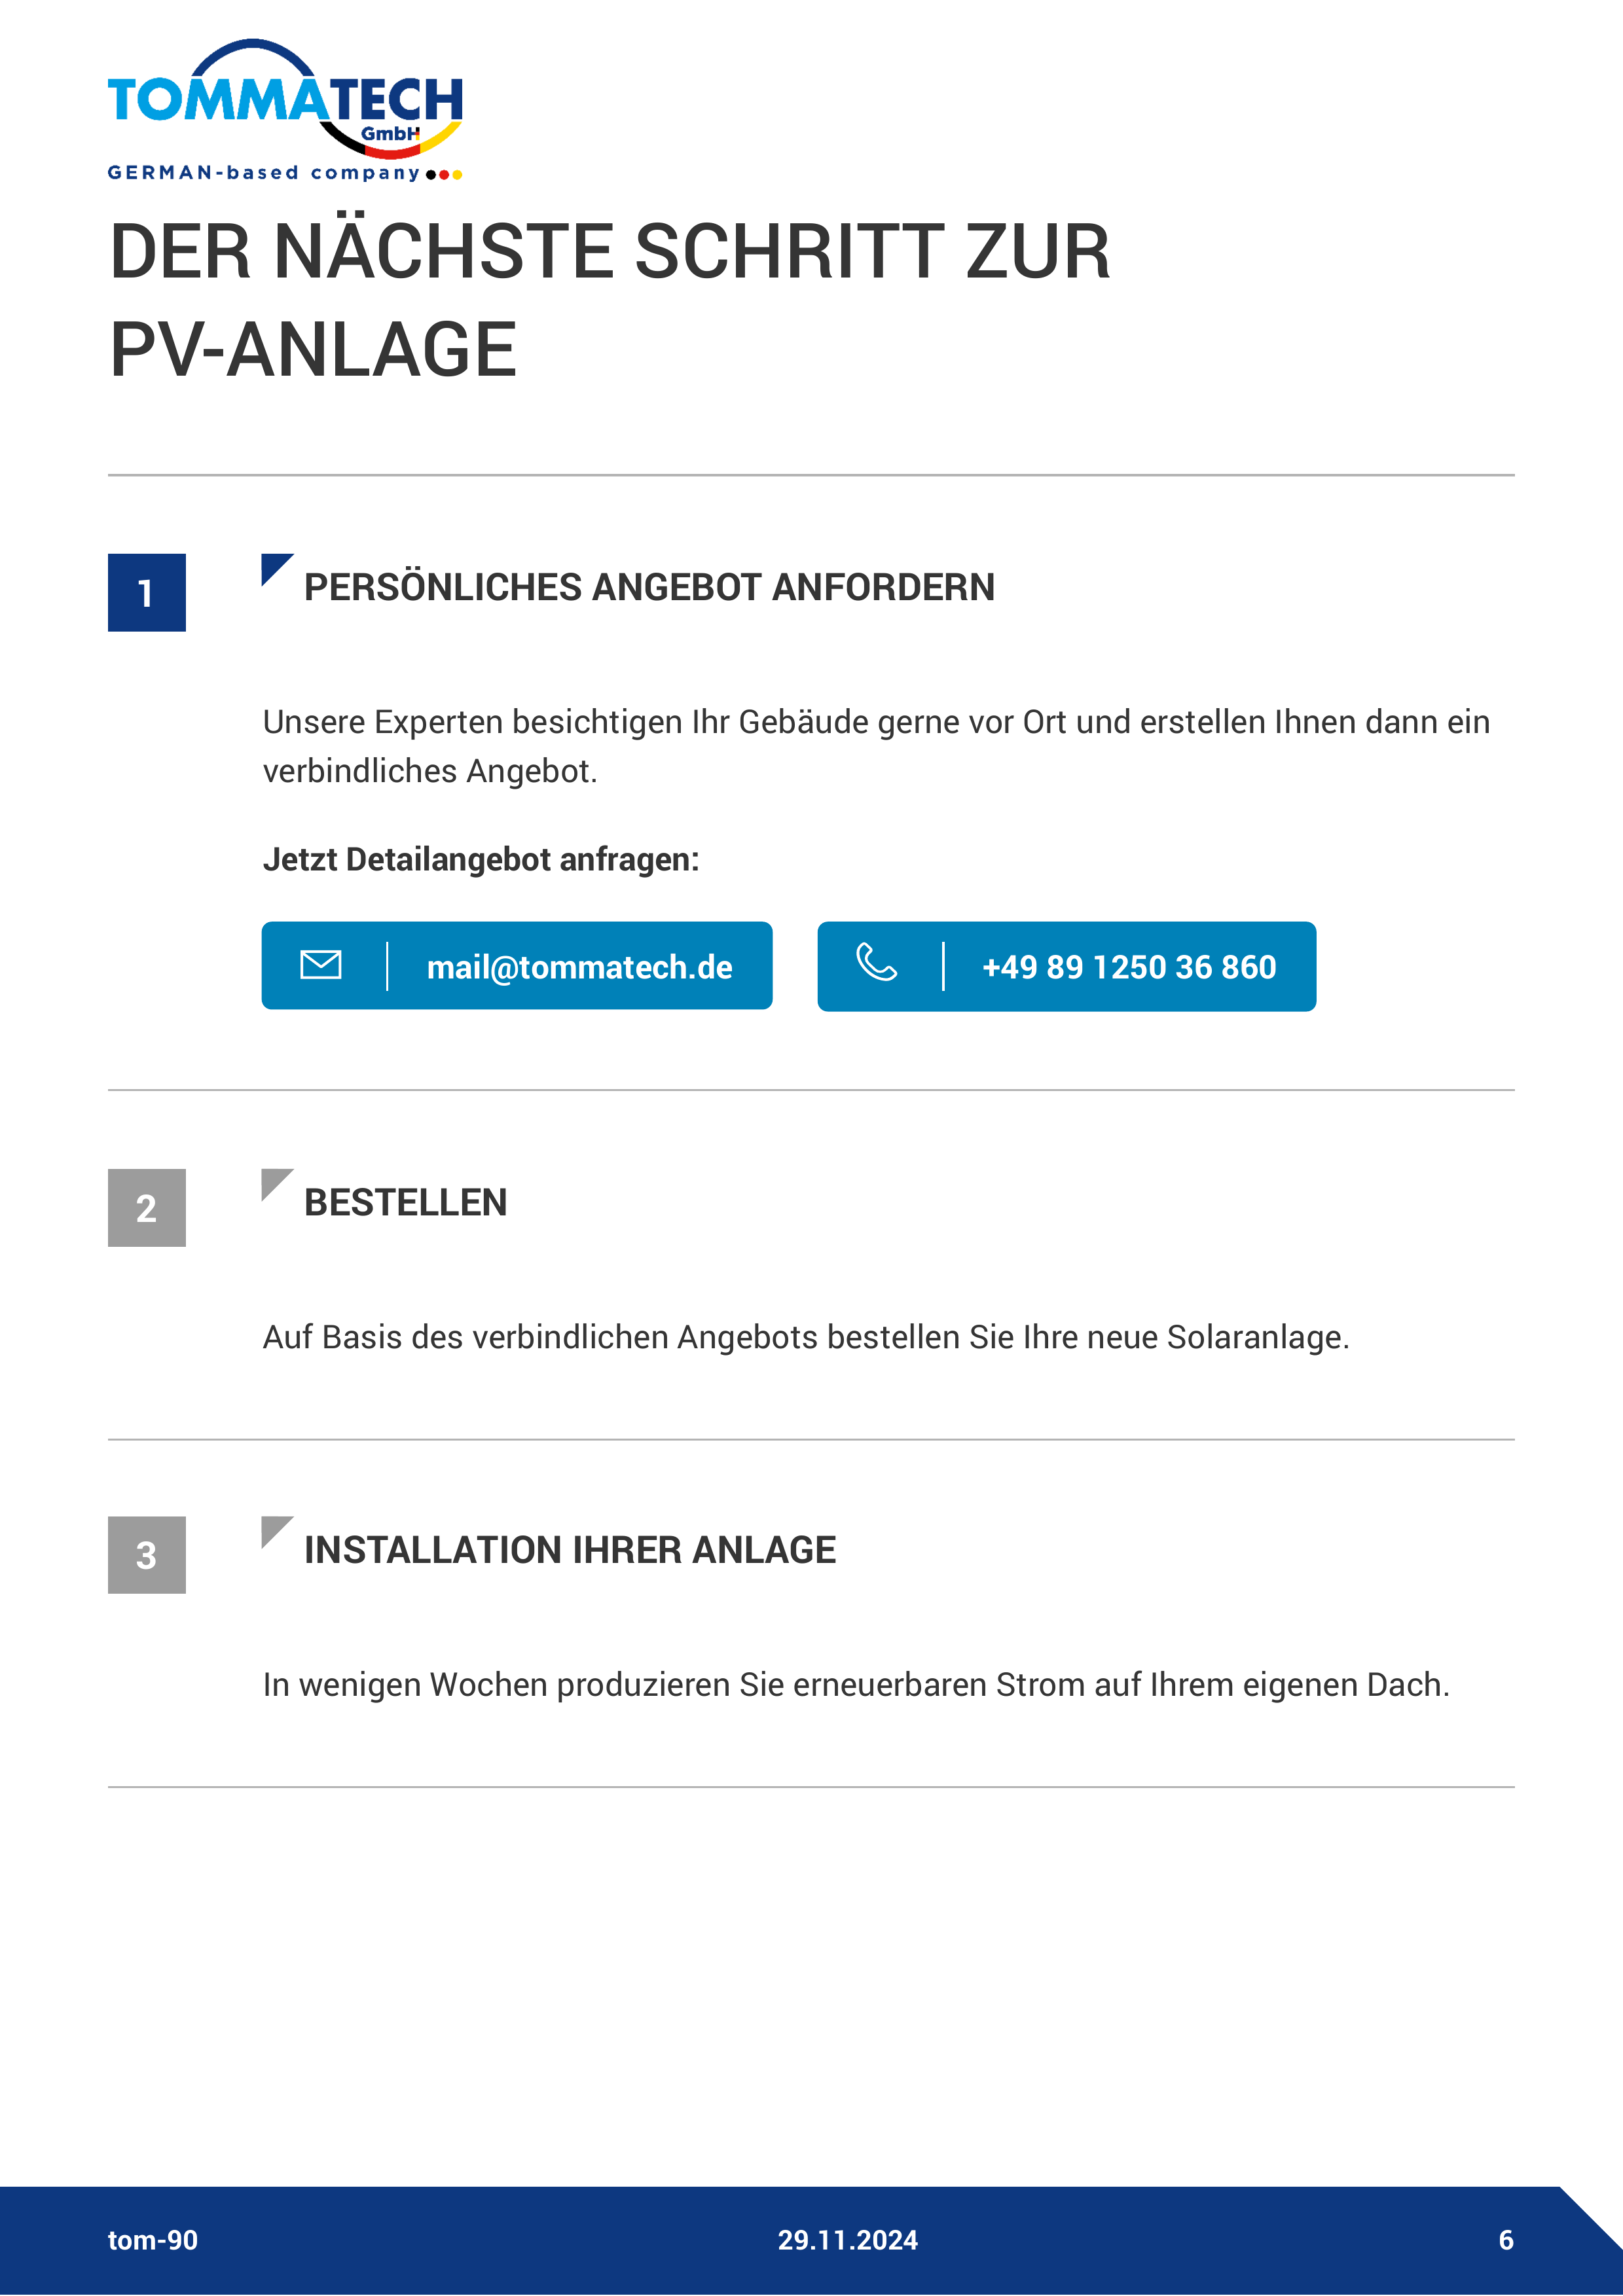 TOMMATECH
GmbH
GERMAN-based company
DER NÄCHSTE SCHRITT ZUR
PV-ANLAGE
1
PERSÖNLICHES ANGEBOT ANFORDERN
Unsere Experten besichtigen Ihr Gebäude gerne vor Ort und erstellen Ihnen dann ein
verbindliches Angebot.
Jetzt Detailangebot anfragen:
mail@tommatech.de
+49 89 1250 36 860
2
BESTELLEN
Auf Basis des verbindlichen Angebots bestellen Sie Ihre neue Solaranlage.
3
INSTALLATION IHRER ANLAGE
In wenigen Wochen produzieren Sie erneuerbaren Strom auf Ihrem eigenen Dach.
tom-90
29.11.2024
6